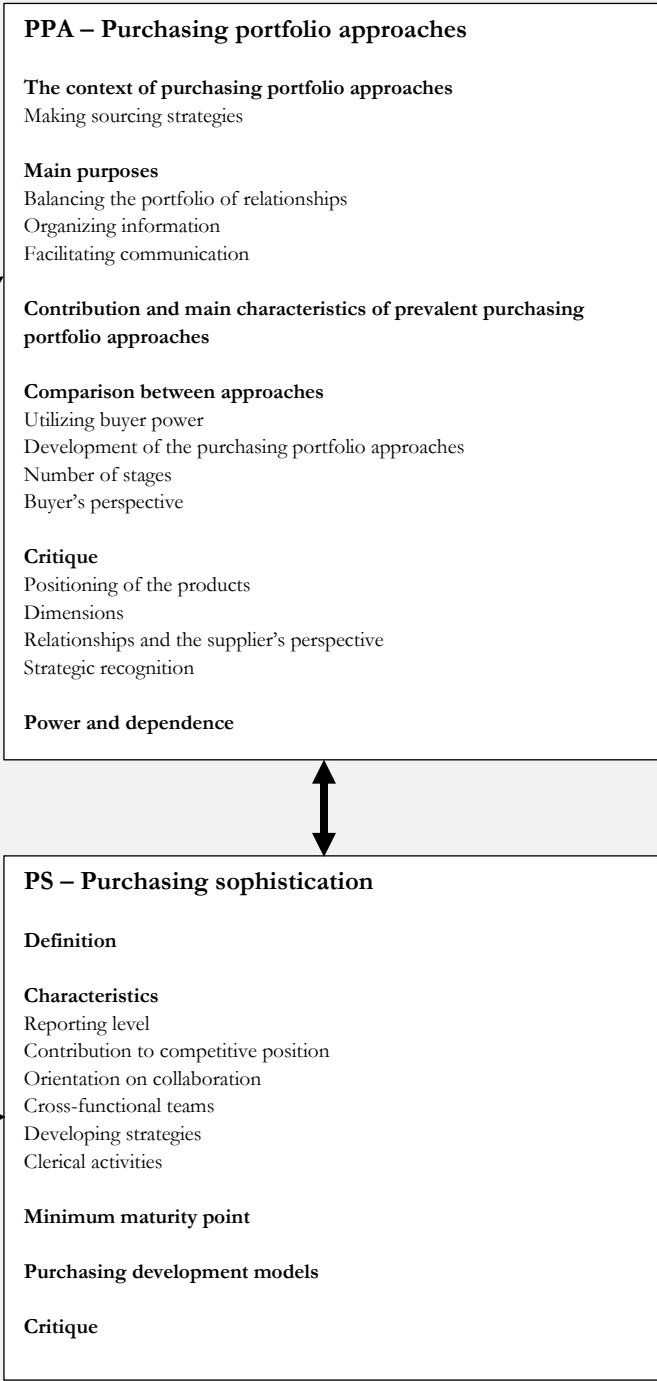 PPA – Purchasing portfolio approaches
The context of purchasing portfolio approaches
Making sourcing strategies
Main purposes
Balancing the portfolio of relationships
Organizing information
Facilitating communication
Contribution and main characteristics of prevalent purchasing
portfolio approaches
Comparison between approaches
Utilizing buyer power
Development of the purchasing portfolio approaches
Number of stages
Buyer’s perspective
Critique
Positioning of the products
Dimensions
Relationships and the supplier’s perspective
Strategic recognition
Power and dependence
PS – Purchasing sophistication
Definition
Characteristics
Reporting level
Contribution to competitive position
Orientation on collaboration
Cross-functional teams
Developing strategies
Clerical activities
Minimum maturity point
Purchasing development models
Critique